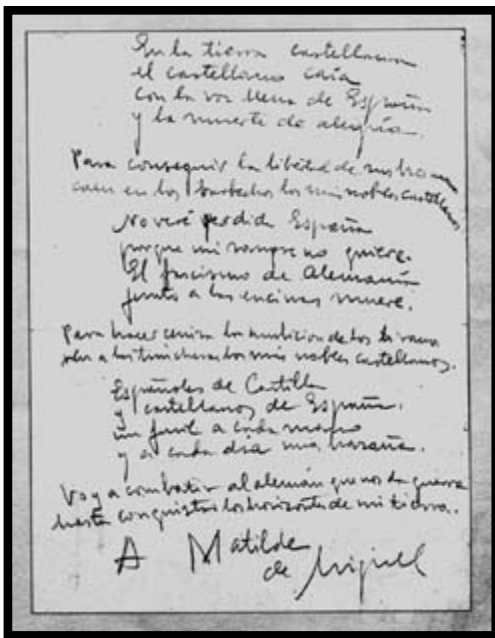 En la tierra castellana
el castellano caía
con la voz llena de España
y la muerte de alegría.
Para conseguir la libertad de sus
caen en los barbechos los más nobles castellanos
No veré perdida España
porque mi sangre no quiere.
El fascismo de Alemania
junto a las encinas muere.
Para hacer ceniza la ambición de los tiranos
van a las trincheras los más nobles castellanos.
Españoles de Castilla
y castellanos de España,
un fusil a cada mano
y a cada día una hazaña.
Voy a combatir al alemán que nos da guerra
hasta conquistar los horizontes de mi tierra.
A Matilde
de Miguel